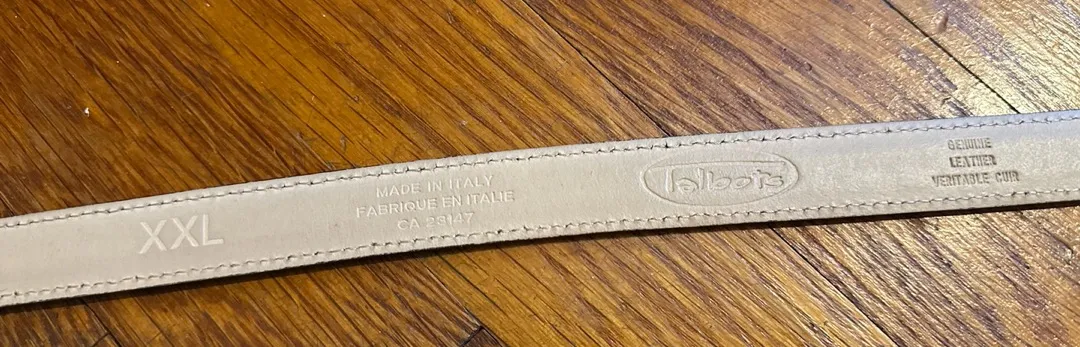 XXL
MADE IN ITALY
FABRIQUE EN ITALIE
CA 23147
Talbots
GENUINE
LEATHER
VERITABLE CUIR